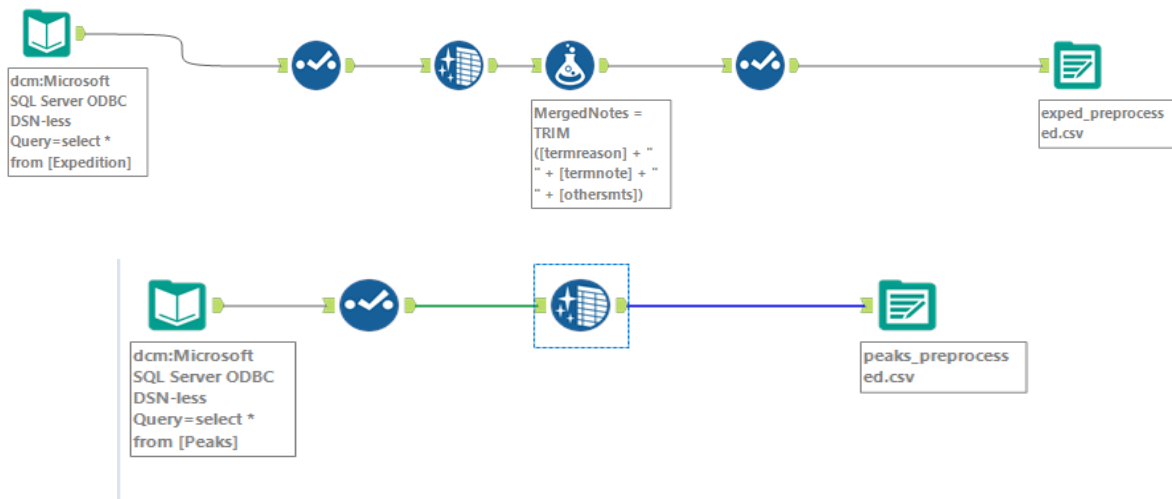 dcm:Microsoft
SQL Server ODBC
DSN-less
Query=select *
from [Expedition]
MergedNotes =
TRIM
([termreason] + "
" + [termnote] + "
" + [othersmts])
exped_preprocess
ed.csv
dcm:Microsoft
SQL Server ODBC
DSN-less
Query=select *
from [Peaks]
peaks_preprocess
ed.csv